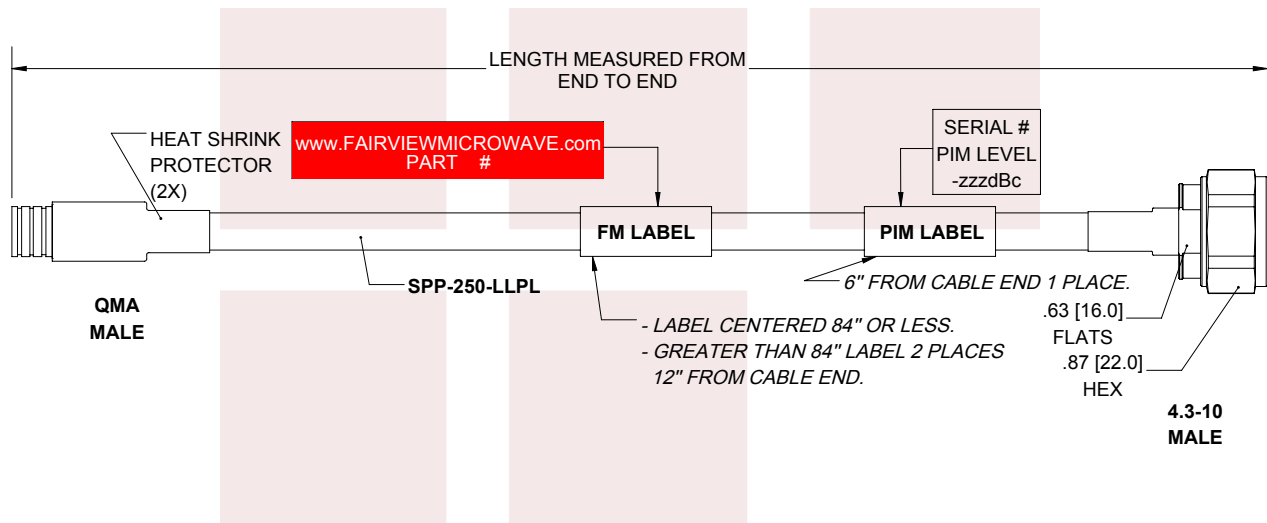 LENGTH MEASURED FROM
END TO END
HEAT SHRINK
PROTECTOR
(2X)
www.FAIRVIEWMICROWAVE.com
PART #
SERIAL #
PIM LEVEL
-zzzdBc
FM LABEL
PIM LABEL
SPP-250-LLPL
6" FROM CABLE END 1 PLACE.
QMA
MALE
- LABEL CENTERED 84" OR LESS.
- GREATER THAN 84" LABEL 2 PLACES
12" FROM CABLE END.
.63 [16.0]
FLATS
.87 [22.0]
HEX
4.3-10
MALE